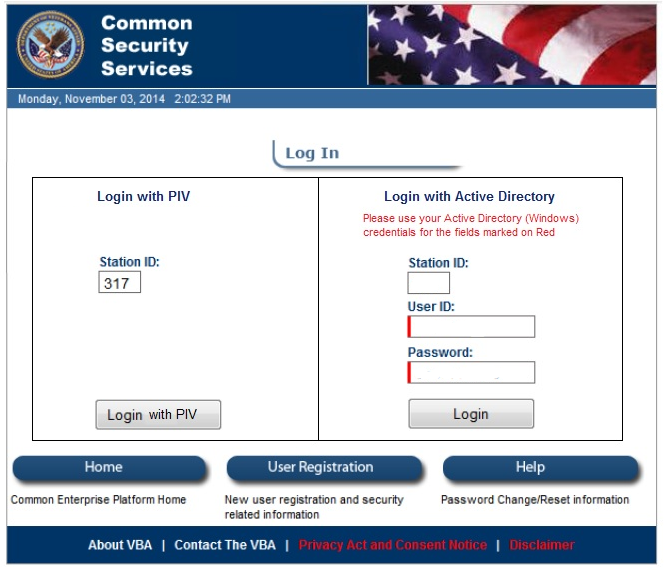 Common
Security
Services
Monday, November 03, 2014 2:02:32 PM
Log In
Login with PIV
Station ID:
317
Login with PIV
Login with Active Directory
Please use your Active Directory (Windows)
credentials for the fields marked on Red
Station ID:
User ID:
Password:
Login
Home
User Registration
Help
Common Enterprise Platform Home
New user registration and security
related information
Password Change/Reset information
About VBA | Contact The VBA | Privacy Act and Consent Notice | Disclaimer